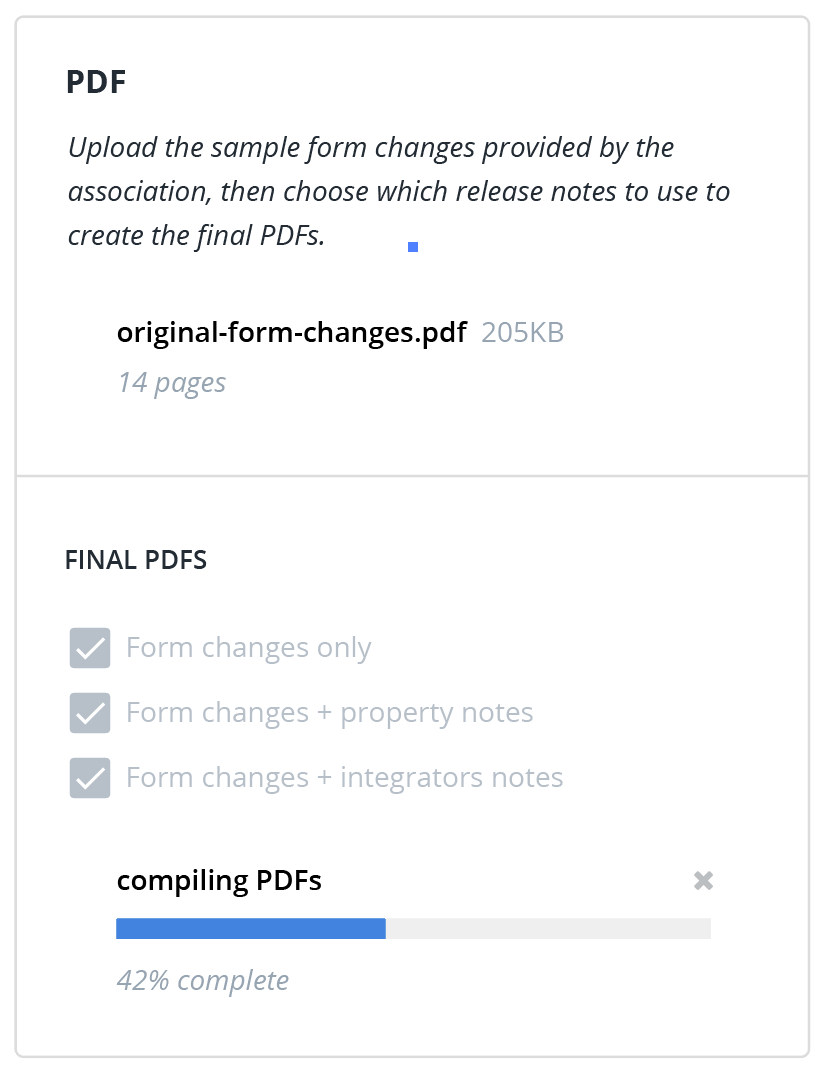 PDF
Upload the sample form changes provided by the
association, then choose which release notes to use to
create the final PDFs.
original-form-changes.pdf 205KB
14 pages
FINAL PDFS
Form changes only
Form changes + property notes
Form changes + integrators notes
compiling PDFs
42% complete